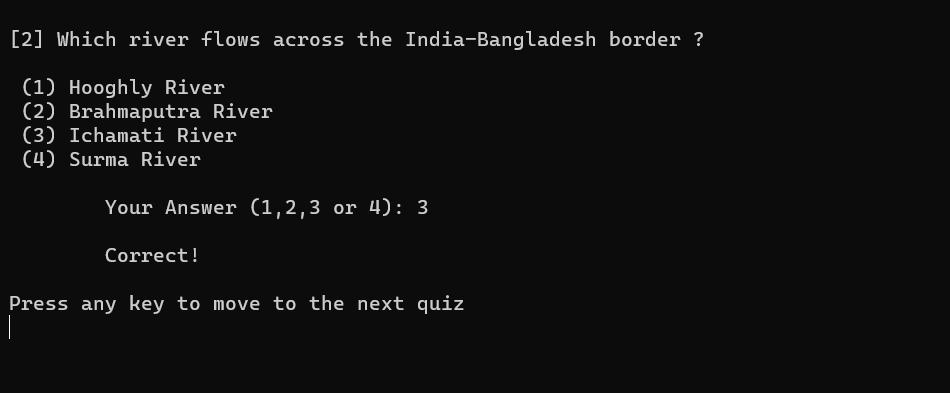 [2] Which river flows across the India-Bangladesh border ?
(1) Hooghly River
(2) Brahmaputra River
(3) Ichamati River
(4) Surma River
Your Answer (1,2,3 or 4): 3
Correct!
Press any key to move to the next quiz